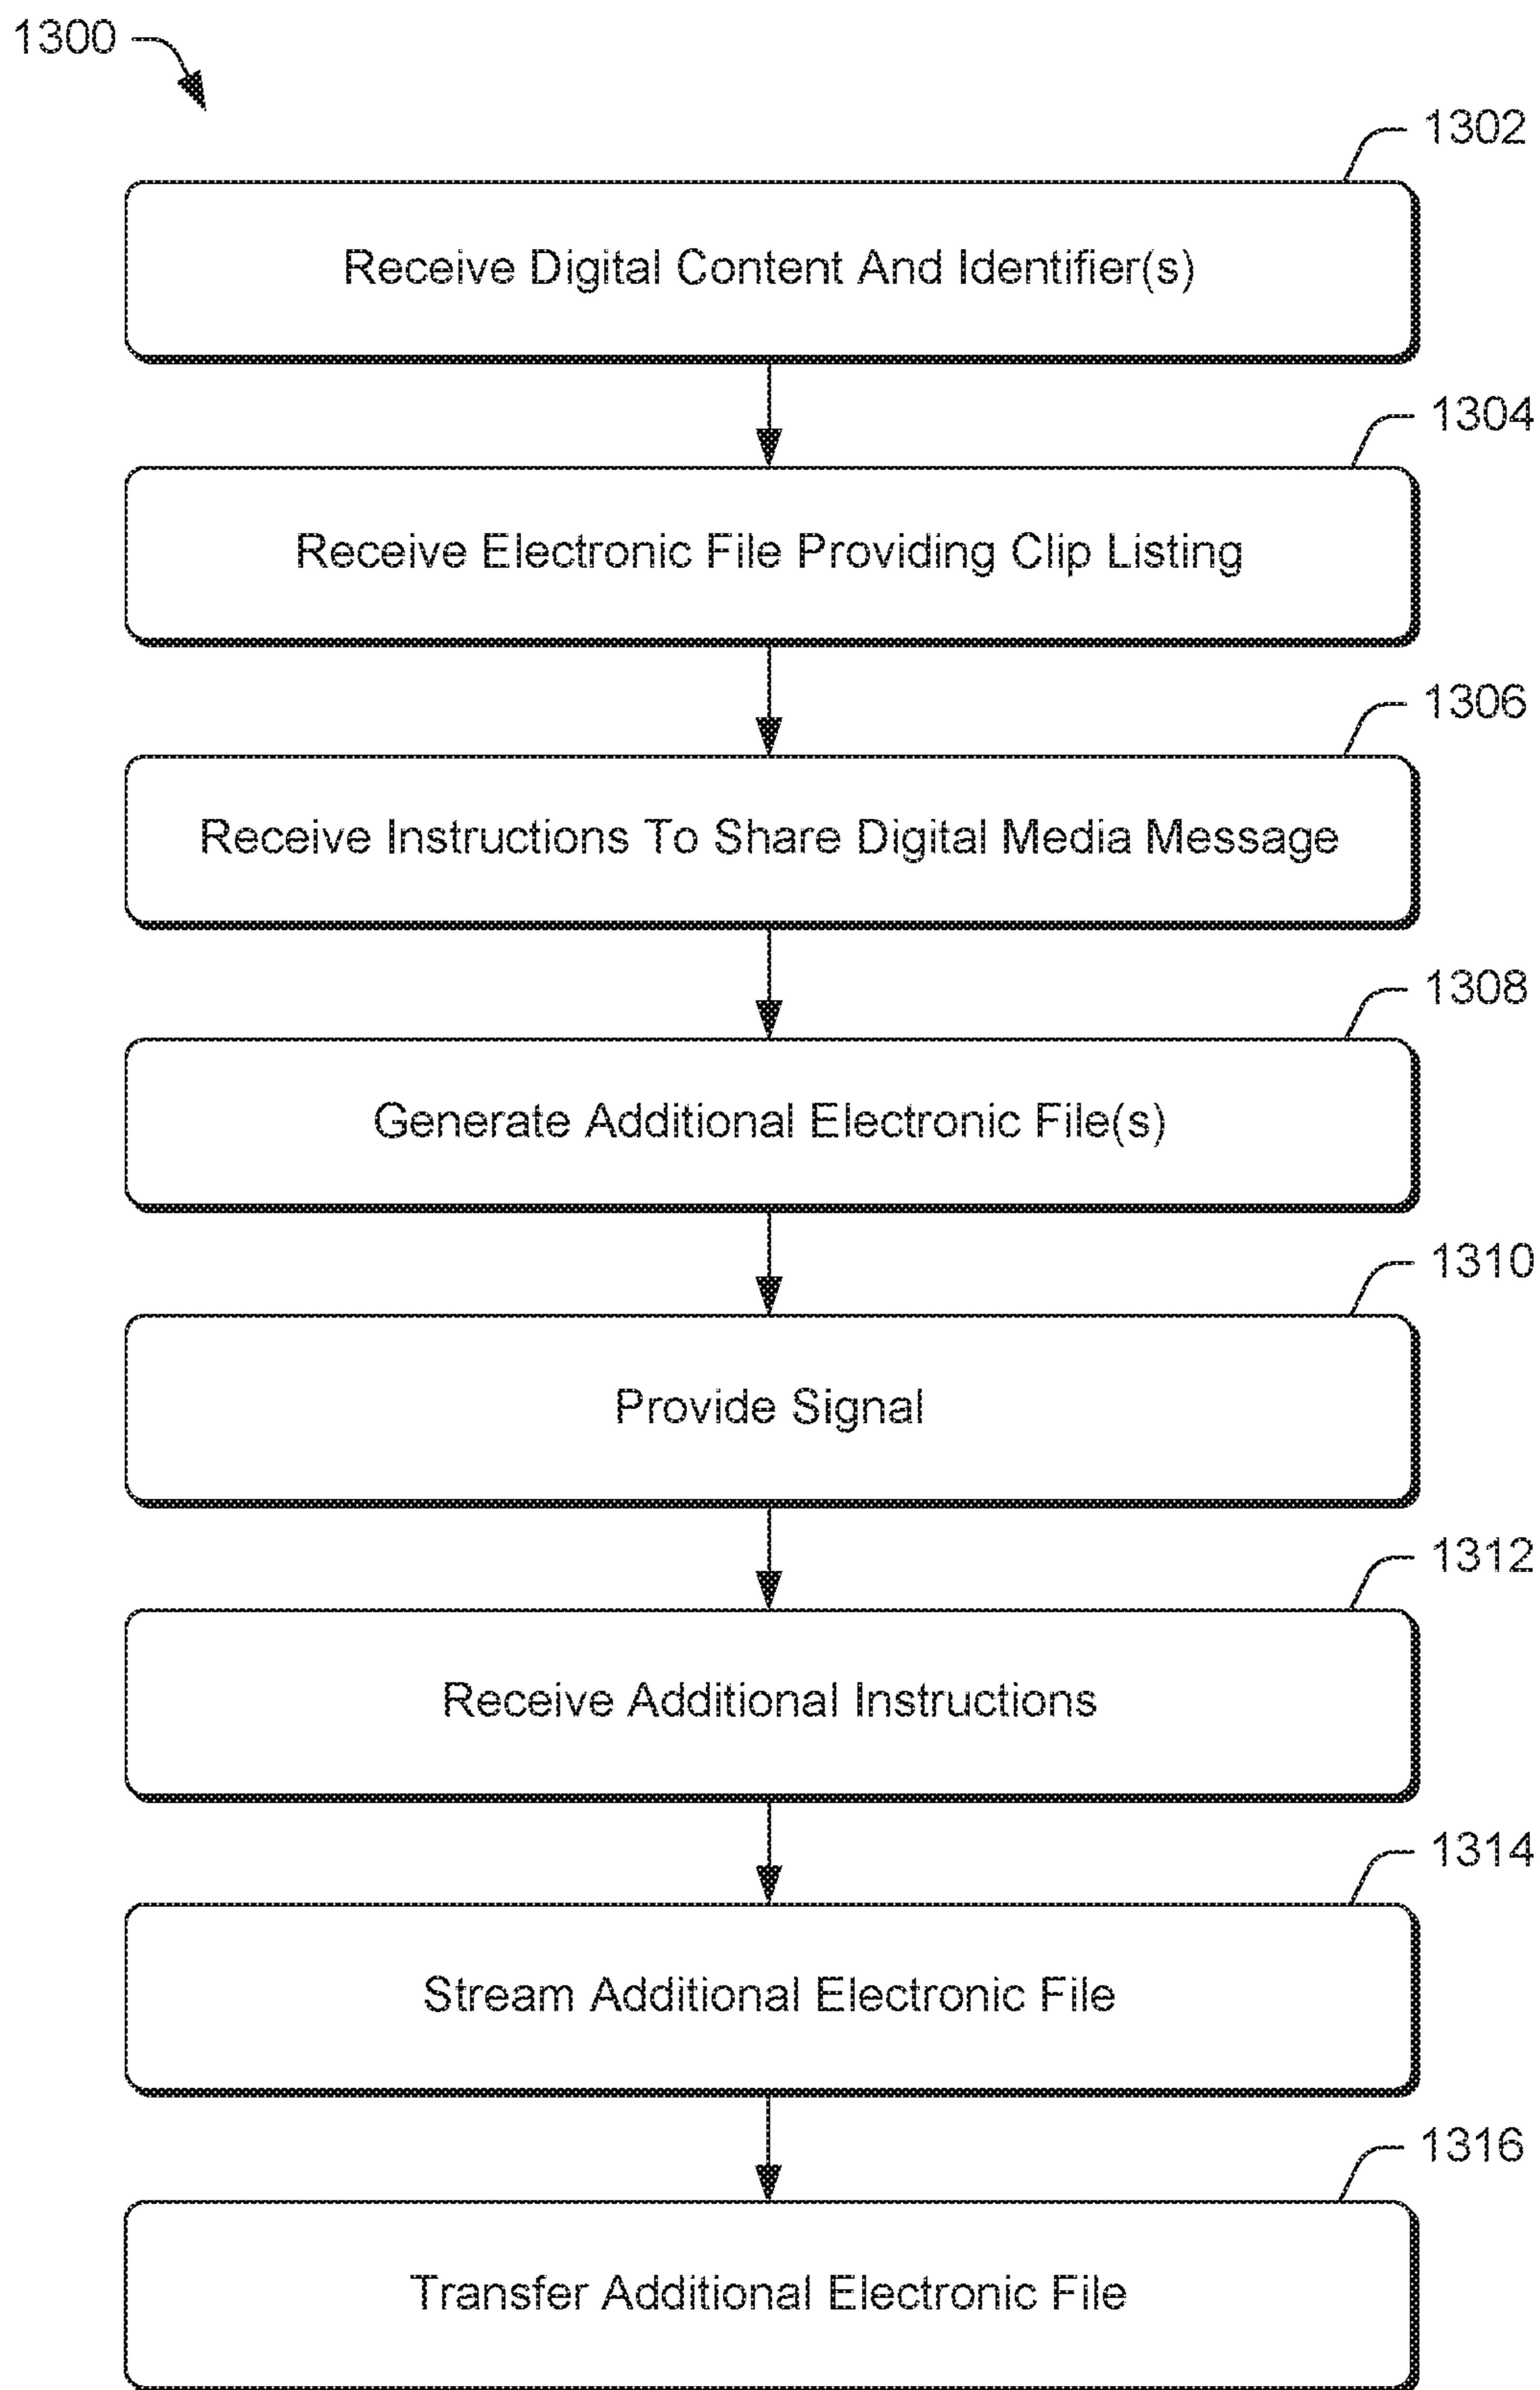 1300
1302
Receive Digital Content And Identifier(s)
1304
Receive Electronic File Providing Clip Listing
1306
Receive Instructions To Share Digital Media Message
1308
Generate Additional Electronic File(s)
1310
Provide Signal
1312
Receive Additional Instructions
1314
Stream Additional Electronic File
1316
Transfer Additional Electronic File